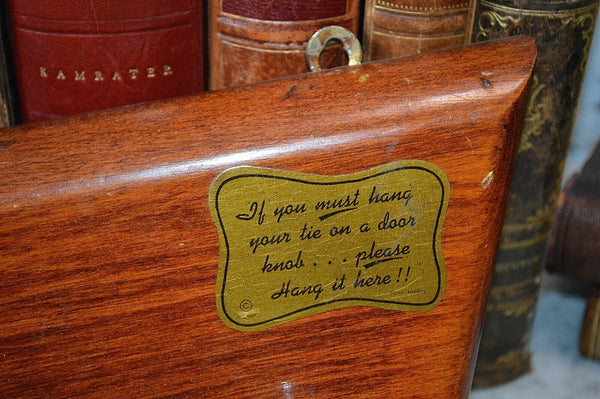 KAMRATER
If you must hang
your tie on a door
knob . . . please
Hang it here!!
©